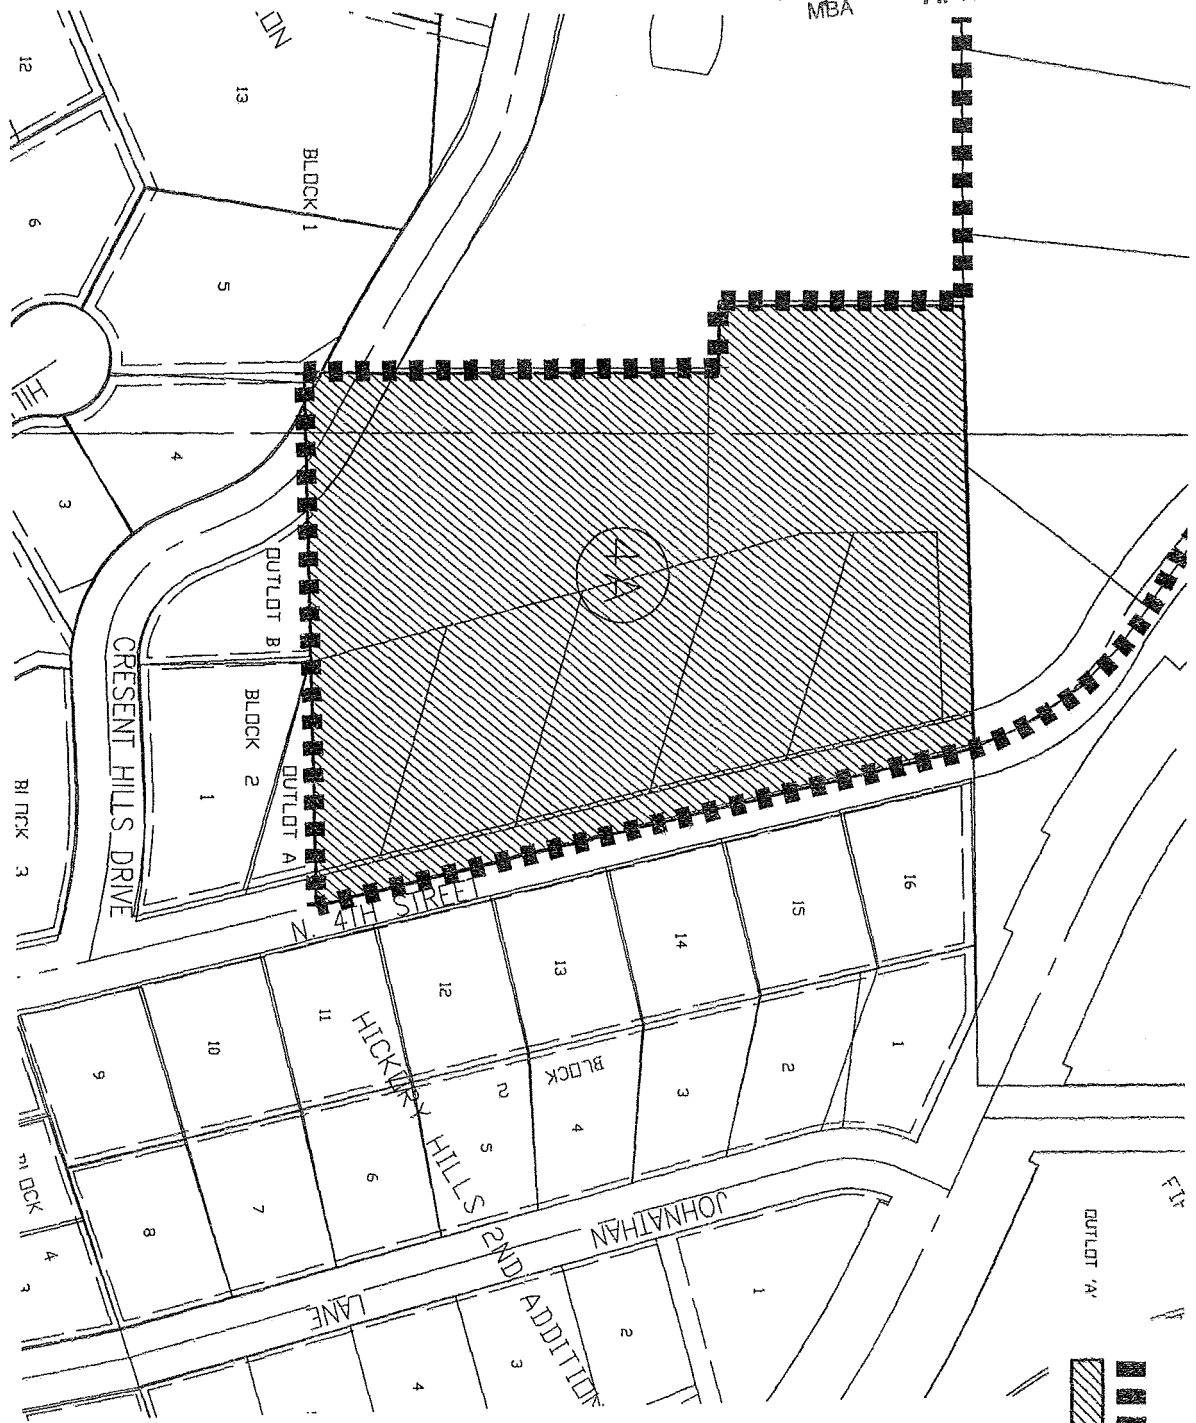 MBA
12
13
BLOCK 1
6
5
4
3
OUTLOT B
BLOCK 2
1
OUTLOT A
CRESENT HILLS DRIVE
BLOCK 3
N. 4TH STREET
16
15
14
13
12
11
10
9
HICKORY HILLS 2ND ADDITION
BLOCK 2
1
2
3
4
5
6
7
8
JOHNATHAN LANE
BLOCK
4
3
1
2
3
4
OUTLOT 'A'